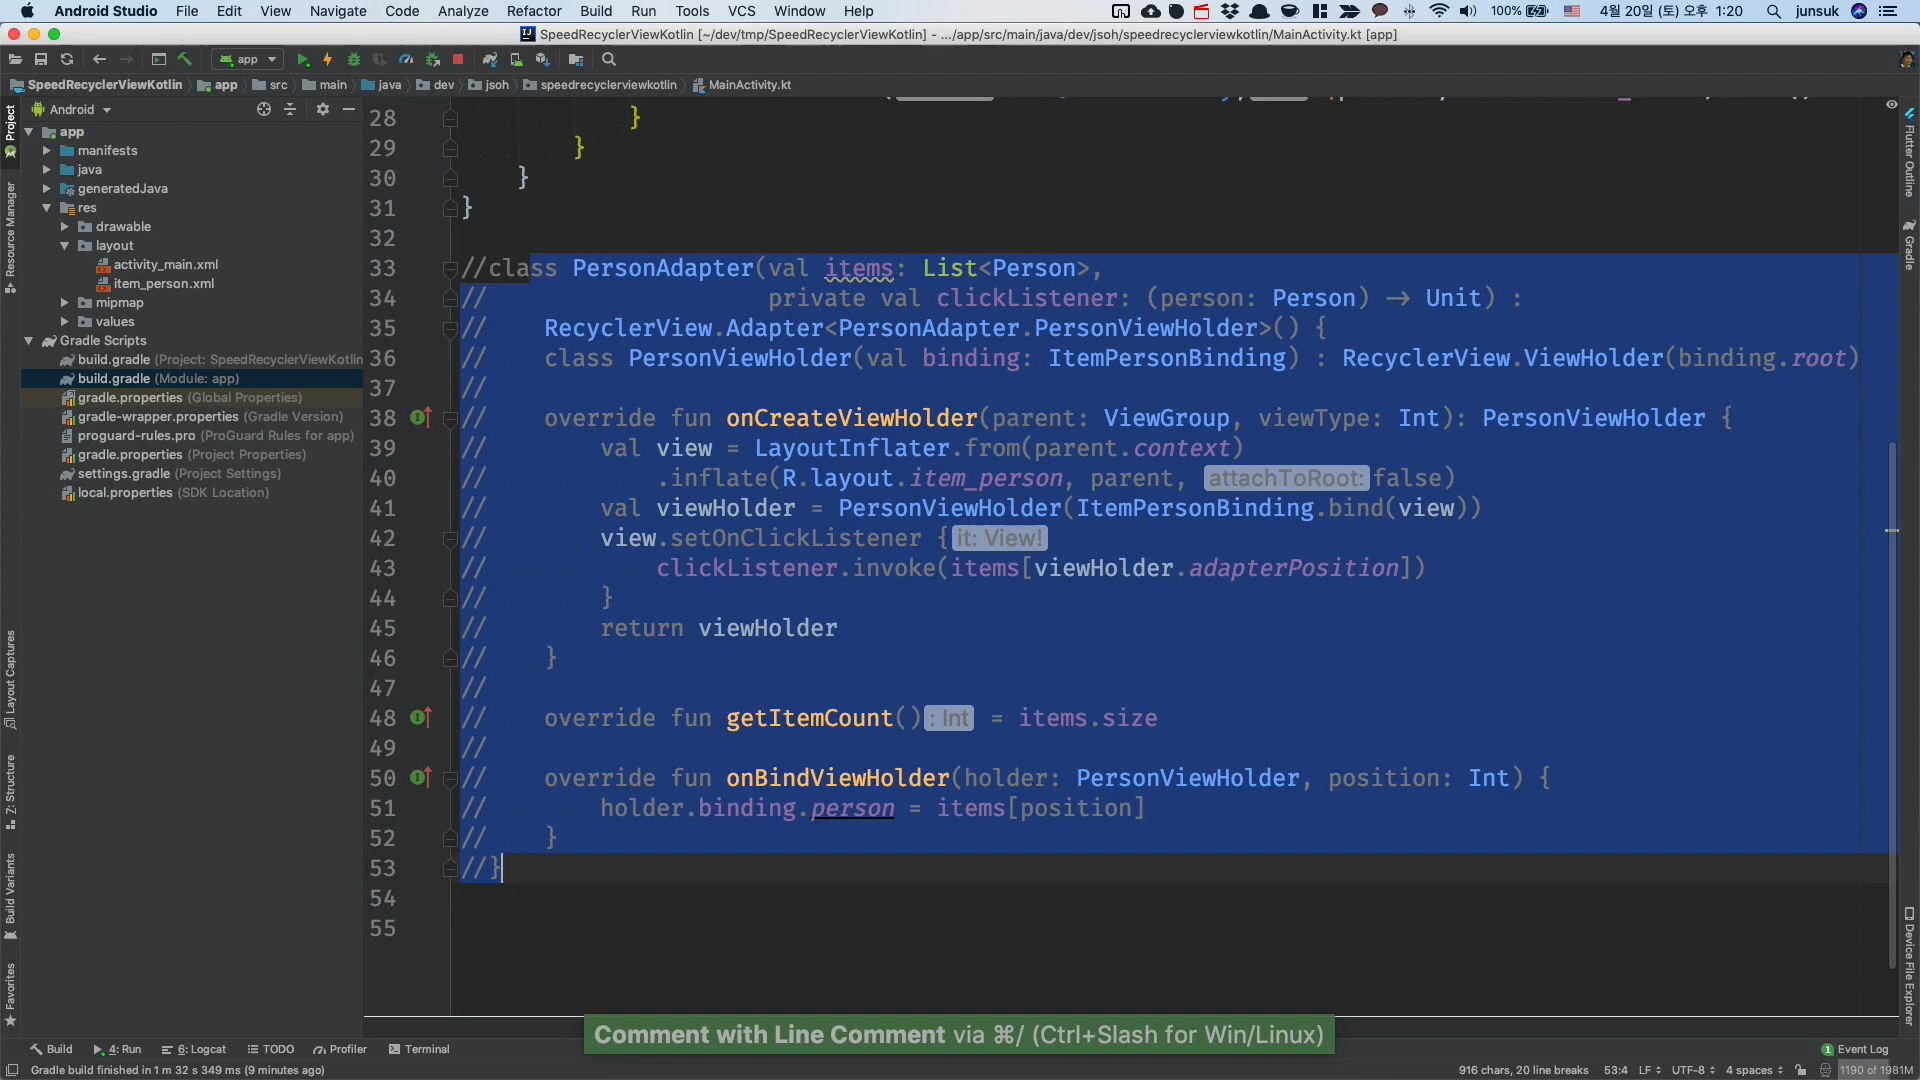 Android Studio File Edit View Navigate Code Analyze Refactor Build Run Tools VCS Window Help 100% 4월 20일 (토) 오후 1:20 junsuk
SpeedRecyclerViewKotlin [~/dev/tmp/SpeedRecyclerViewKotlin] - .../app/src/main/java/dev/jsoh/speedrecyclerviewkotlin/MainActivity.kt [app]
app
SpeedRecyclerViewKotlin app src main java dev jsoh speedrecyclerviewkotlin MainActivity.kt
Android
app
manifests
java
generatedJava
res
drawable
layout
activity_main.xml
item_person.xml
mipmap
values
Gradle Scripts
build.gradle (Project: SpeedRecyclerViewKotlin
build.gradle (Module: app)
gradle.properties (Global Properties)
gradle-wrapper.properties (Gradle Version)
proguard-rules.pro (ProGuard Rules for app)
gradle.properties (Project Properties)
settings.gradle (Project Settings)
local.properties (SDK Location)
Project
Resource Manager
Layout Captures
Z: Structure
Build Variants
Favorites
28 }
29 }
30 }
31 }
32
33 //class PersonAdapter(val items: List<Person>,
34 // private val clickListener: (person: Person) → Unit) :
35 // RecyclerView.Adapter<PersonAdapter.PersonViewHolder>() {
36 // class PersonViewHolder(val binding: ItemPersonBinding) : RecyclerView.ViewHolder(binding.root)
37 //
38 // override fun onCreateViewHolder(parent: ViewGroup, viewType: Int): PersonViewHolder {
39 // val view = LayoutInflater.from(parent.context)
40 // .inflate(R.layout.item_person, parent, attachToRoot: false)
41 // val viewHolder = PersonViewHolder(ItemPersonBinding.bind(view))
42 // view.setOnClickListener { it: View!
43 // clickListener.invoke(items[viewHolder.adapterPosition])
44 // }
45 // return viewHolder
46 // }
47 //
48 // override fun getItemCount() : Int = items.size
49 //
50 // override fun onBindViewHolder(holder: PersonViewHolder, position: Int) {
51 // holder.binding.person = items[position]
52 // }
53 //}
54
55
Flutter Outline
Gradle
Device File Explorer
Comment with Line Comment via ⌘/ (Ctrl+Slash for Win/Linux)
Build 4: Run 6: Logcat TODO Profiler Terminal 1 Event Log
Gradle build finished in 1 m 32 s 349 ms (9 minutes ago) 916 chars, 20 line breaks 53:4 LF UTF-8 4 spaces 1190 of 1981M